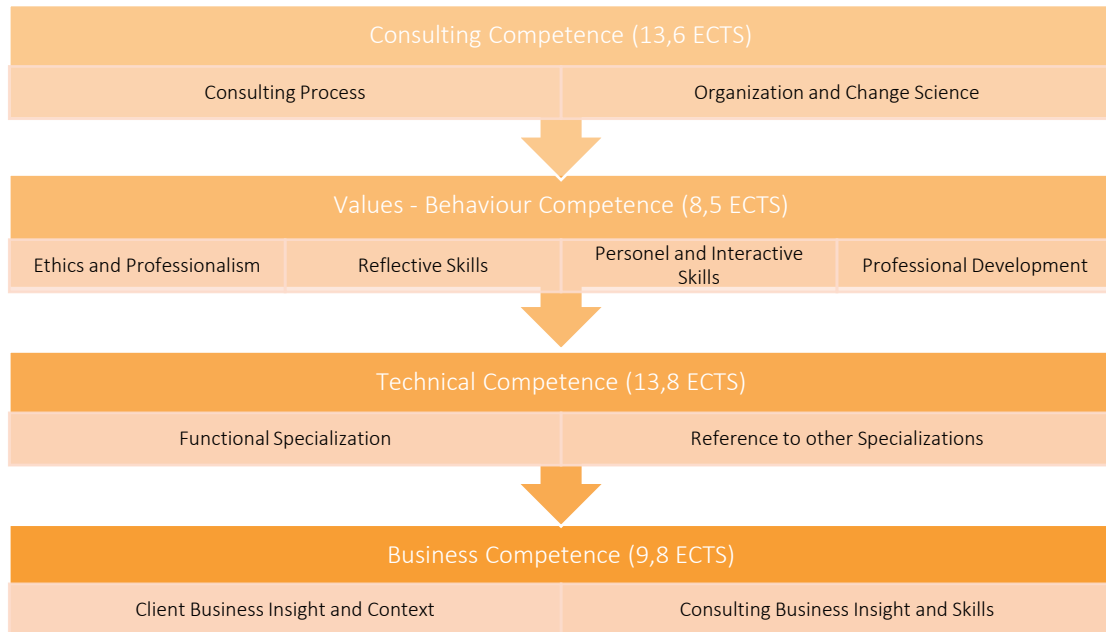 Consulting Competence (13,6 ECTS)
Consulting Process
Organization and Change Science
Values - Behaviour Competence (8,5 ECTS)
Ethics and Professionalism
Reflective Skills
Personel and Interactive
Skills
Professional Development
Technical Competence (13,8 ECTS)
Functional Specialization
Reference to other Specializations
Business Competence (9,8 ECTS)
Client Business Insight and Context
Consulting Business Insight and Skills